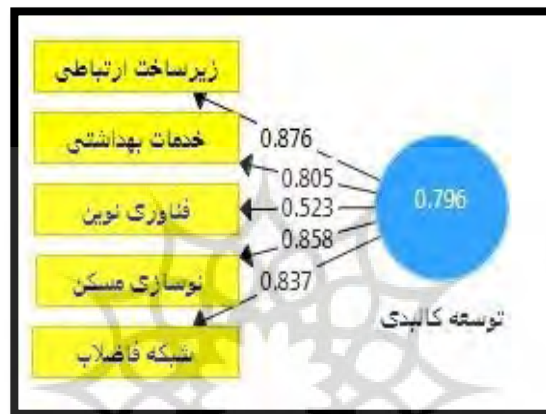 زیرساخت ارتباطی
خدمات بهداشتی
فناوری نوین
نوسازی مسکن
شبکه فاضلاب
0.876
0.805
0.523
0.858
0.837
0.796
توسعه کالبدی